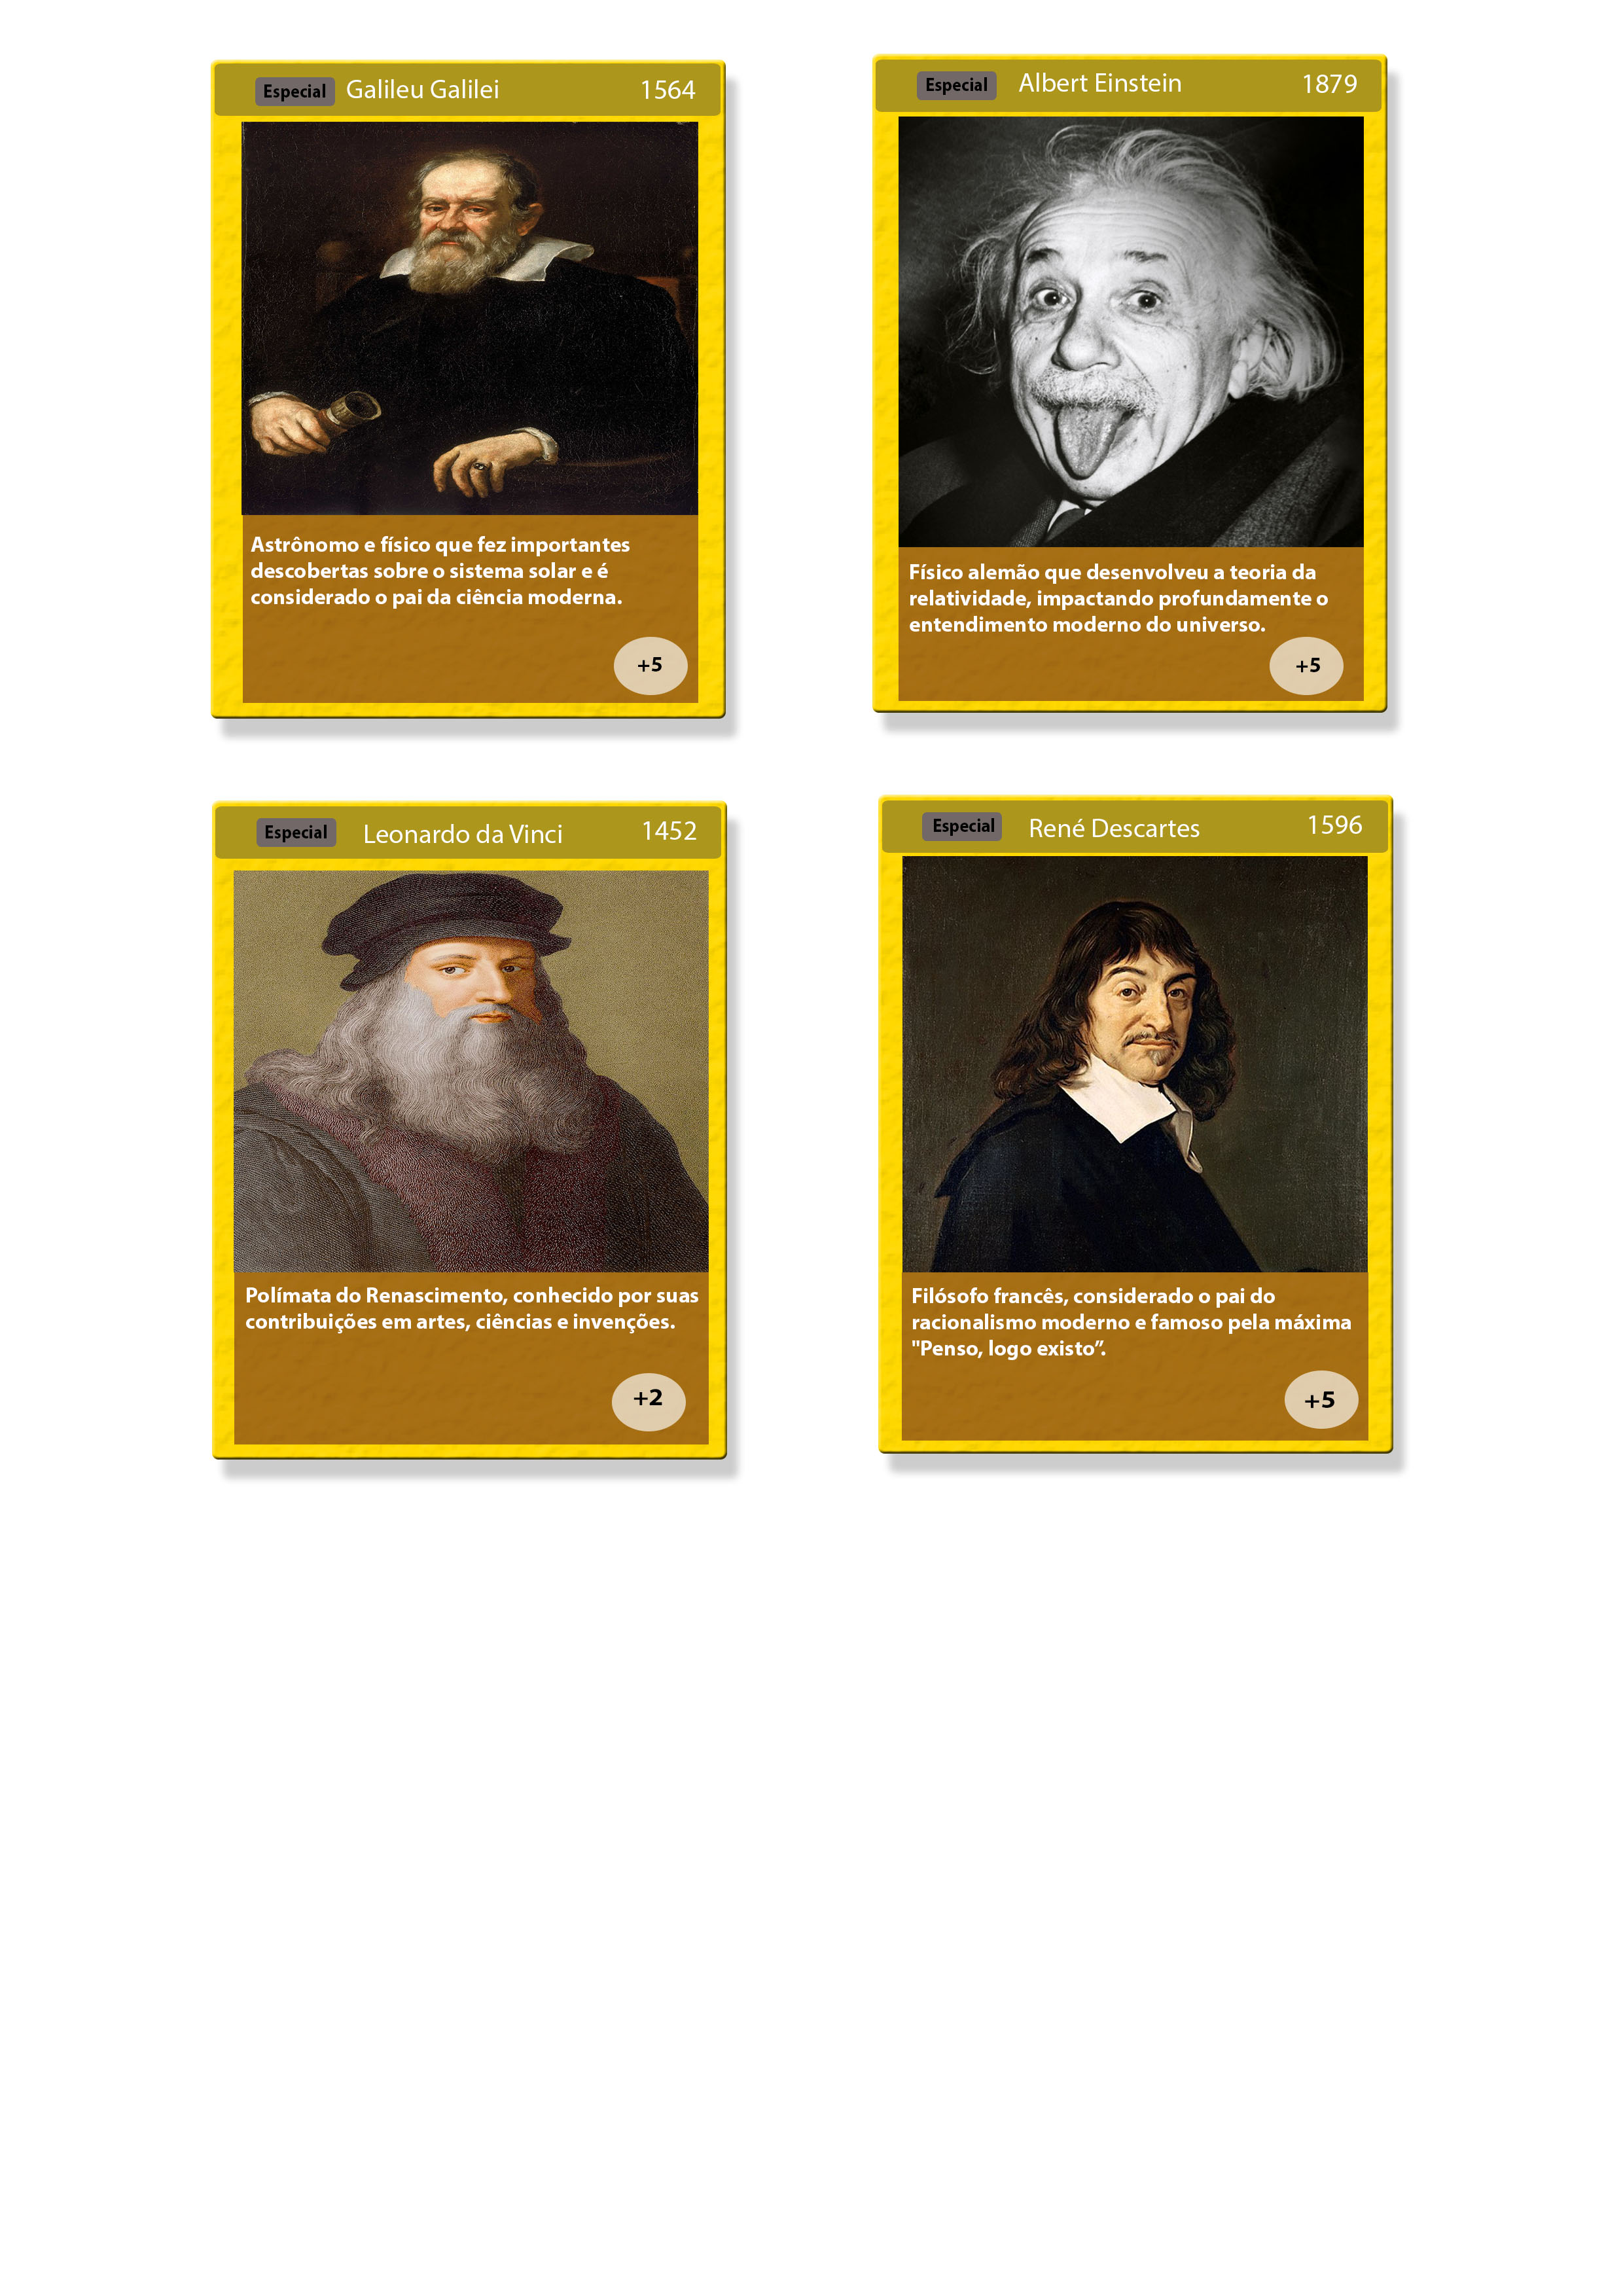 Especial Galileu Galilei 1564
Astrônomo e físico que fez importantes
descobertas sobre o sistema solar e é
considerado o pai da ciência moderna.
+5
Especial Albert Einstein 1879
Físico alemão que desenvolveu a teoria da
relatividade, impactando profundamente o
entendimento moderno do universo.
+5
Especial Leonardo da Vinci 1452
Polímata do Renascimento, conhecido por suas
contribuições em artes, ciências e invenções.
+2
Especial René Descartes 1596
Filósofo francês, considerado o pai do
racionalismo moderno e famoso pela máxima
"Penso, logo existo”.
+5